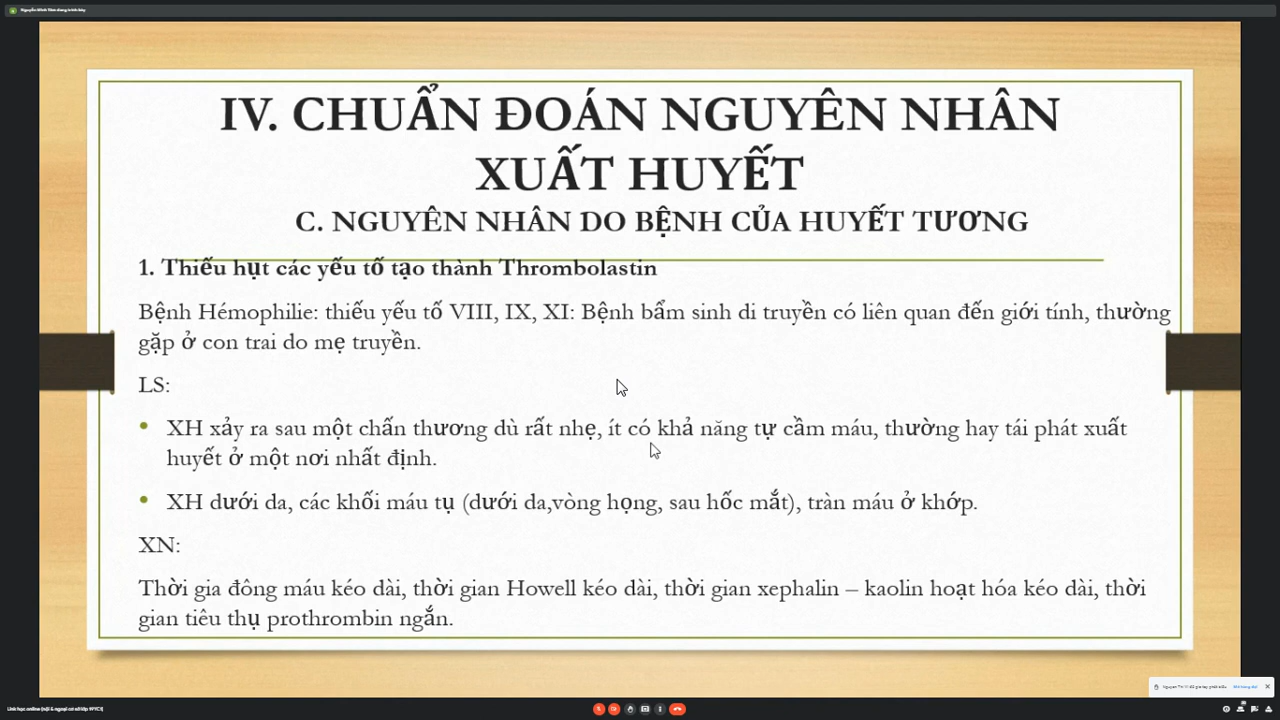 Nguyễn Minh Tâm đang trình bày
IV. CHUẨN ĐOÁN NGUYÊN NHÂN
XUẤT HUYẾT
C. NGUYÊN NHÂN DO BỆNH CỦA HUYẾT TƯƠNG
1. Thiếu hụt các yếu tố tạo thành Thrombolastin
Bệnh Hémophilie: thiếu yếu tố VIII, IX, XI: Bệnh bẩm sinh di truyền có liên quan đến giới tính, thường
gặp ở con trai do mẹ truyền.
LS:
XH xảy ra sau một chấn thương dù rất nhẹ, ít có khả năng tự cầm máu, thường hay tái phát xuất
huyết ở một nơi nhất định.
XH dưới da, các khối máu tụ (dưới da,vòng họng, sau hốc mắt), tràn máu ở khớp.
XN:
Thời gia đông máu kéo dài, thời gian Howell kéo dài, thời gian xephalin – kaolin hoạt hóa kéo dài, thời
gian tiêu thụ prothrombin ngắn.